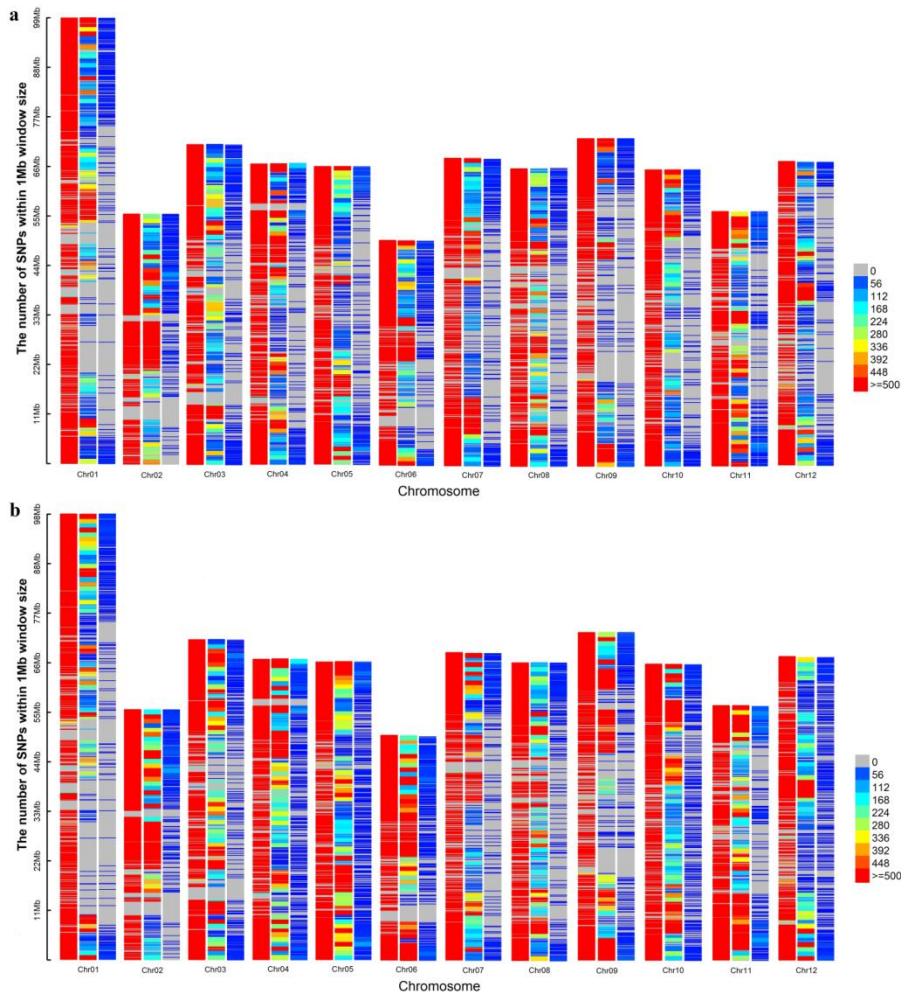 a
The number of SNPs within 1Mb window size
99Mb
88Mb
77Mb
66Mb
55Mb
44Mb
33Mb
22Mb
11Mb
0
56
112
168
224
280
336
392
448
>=500
Chr01 Chr02 Chr03 Chr04 Chr05 Chr06 Chr07 Chr08 Chr09 Chr10 Chr11 Chr12
Chromosome
b
The number of SNPs within 1Mb window size
98Mb
88Mb
77Mb
66Mb
55Mb
44Mb
33Mb
22Mb
11Mb
0
56
112
168
224
280
336
392
448
>=500
Chr01 Chr02 Chr03 Chr04 Chr05 Chr06 Chr07 Chr08 Chr09 Chr10 Chr11 Chr12
Chromosome